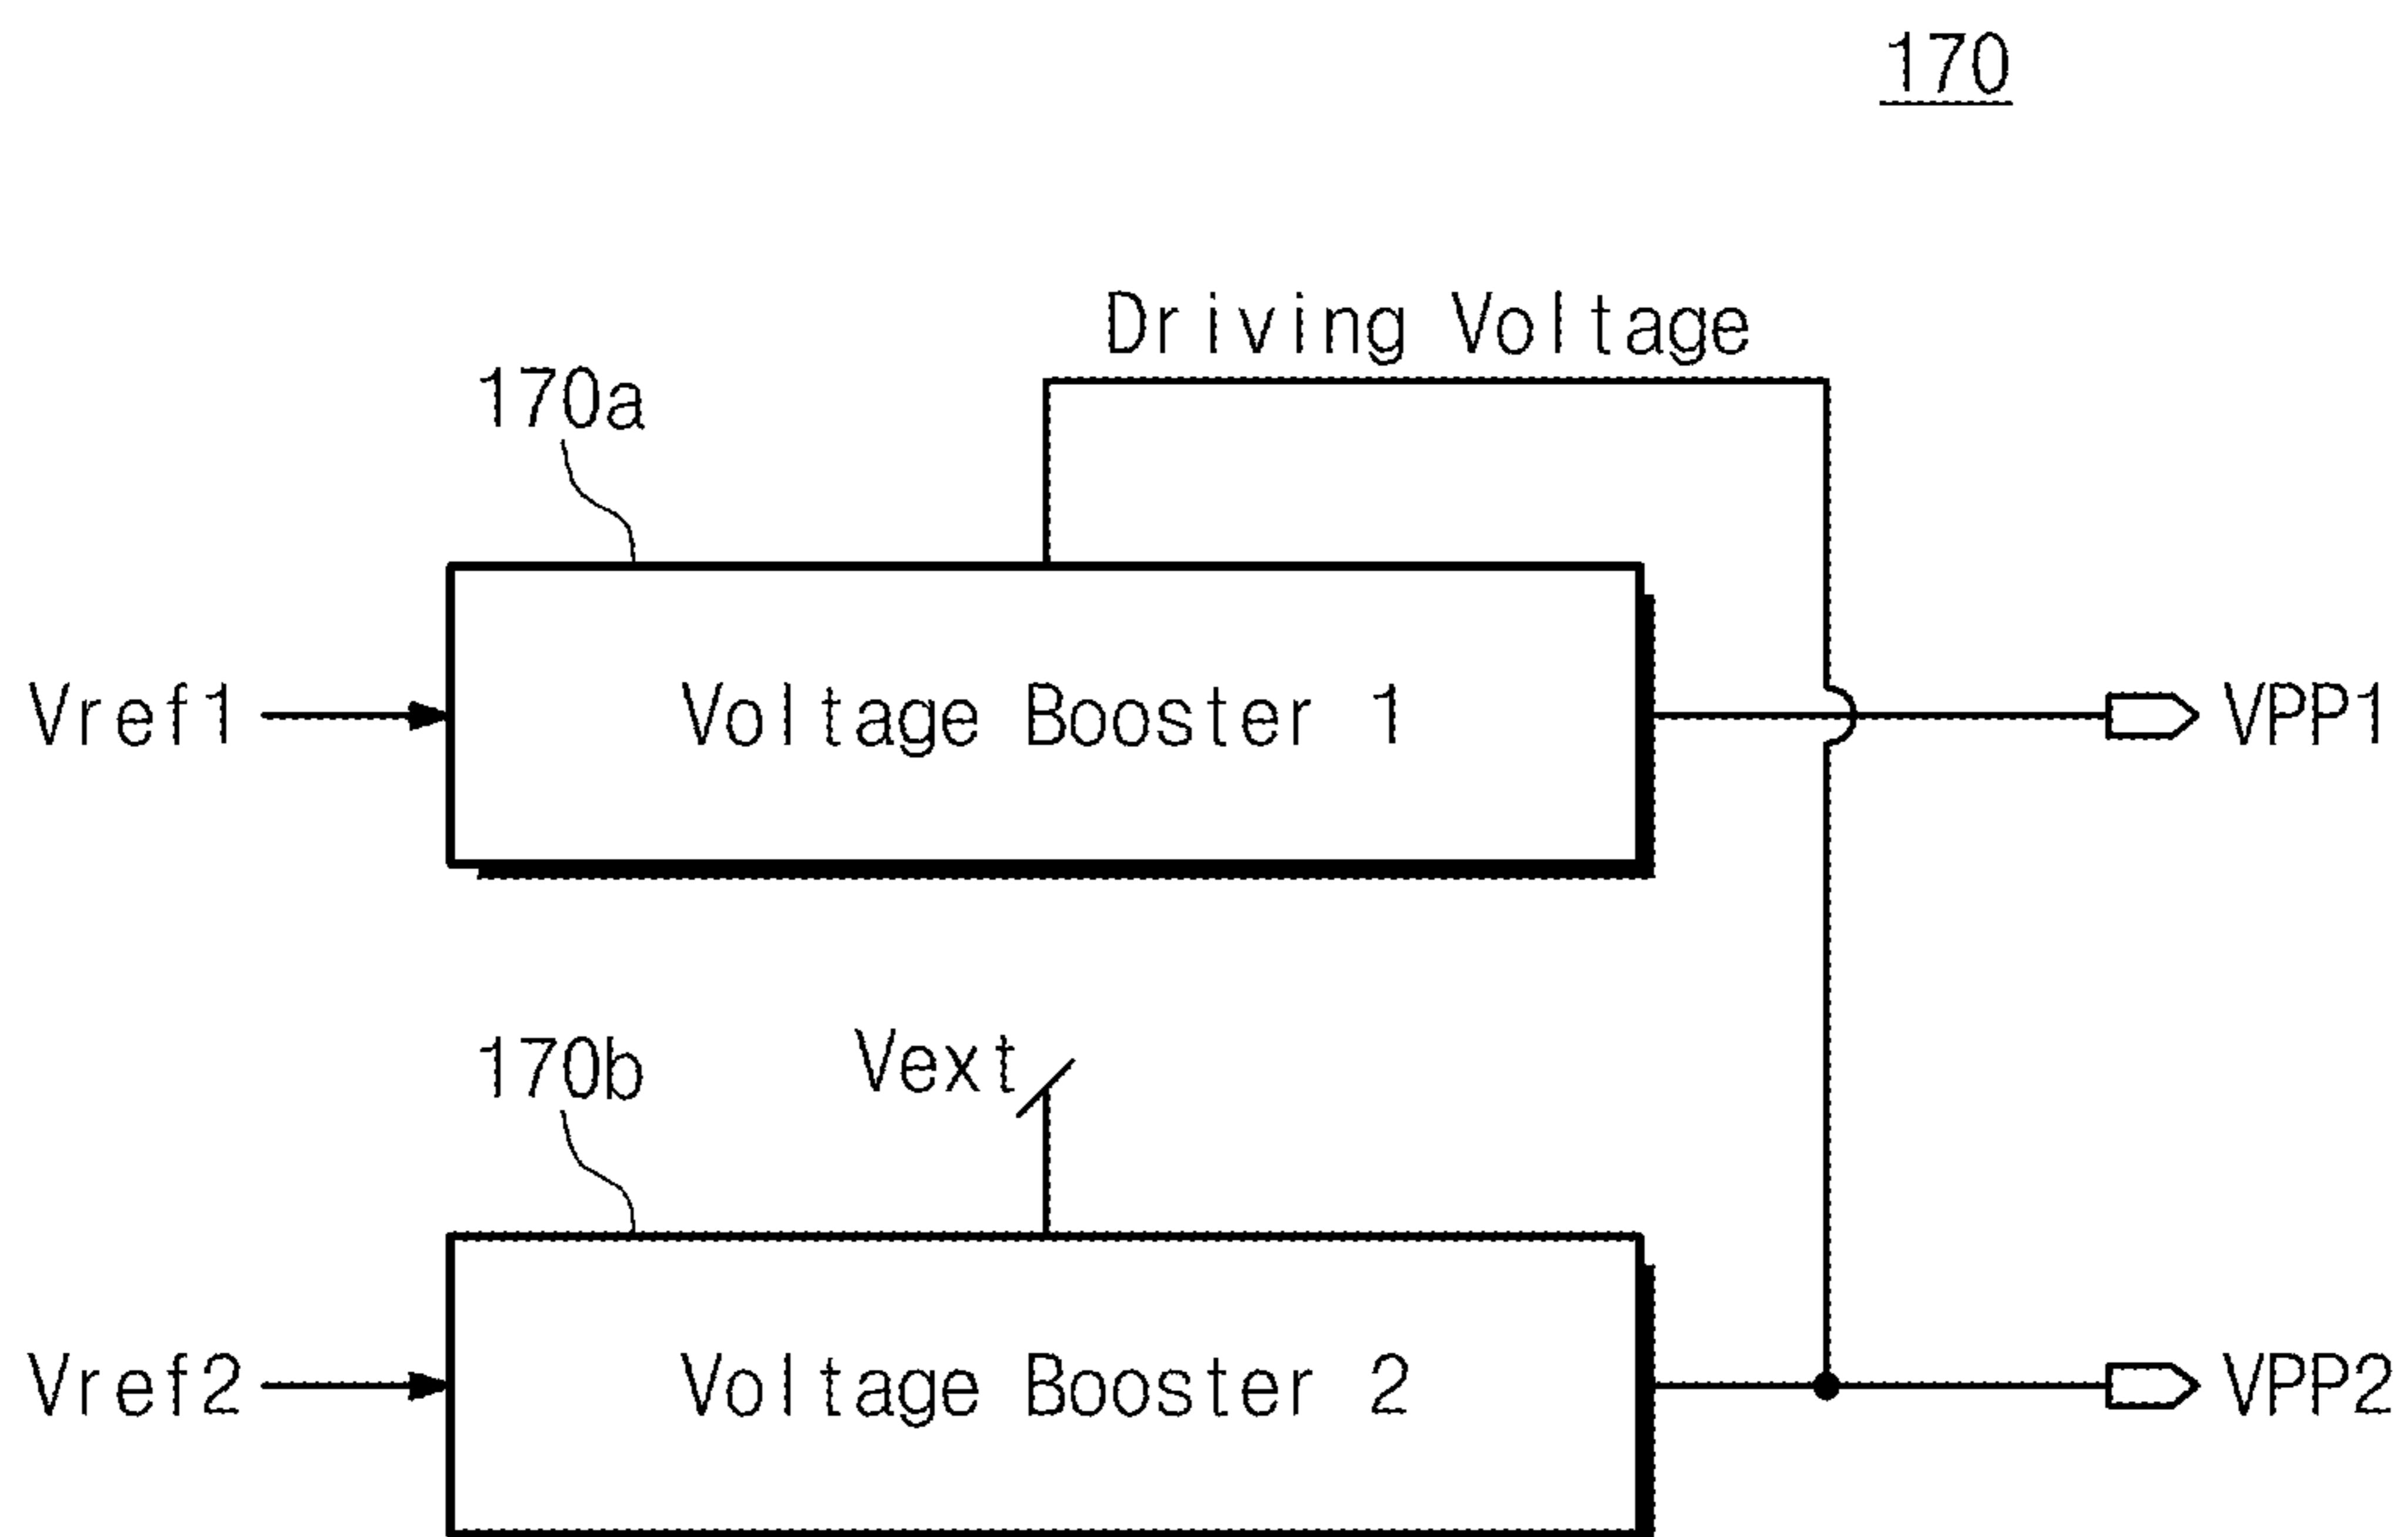 170
Driving Voltage
170a
Vref1
Voltage Booster 1
VPP1
170b
Vext
Vref2
Voltage Booster 2
VPP2